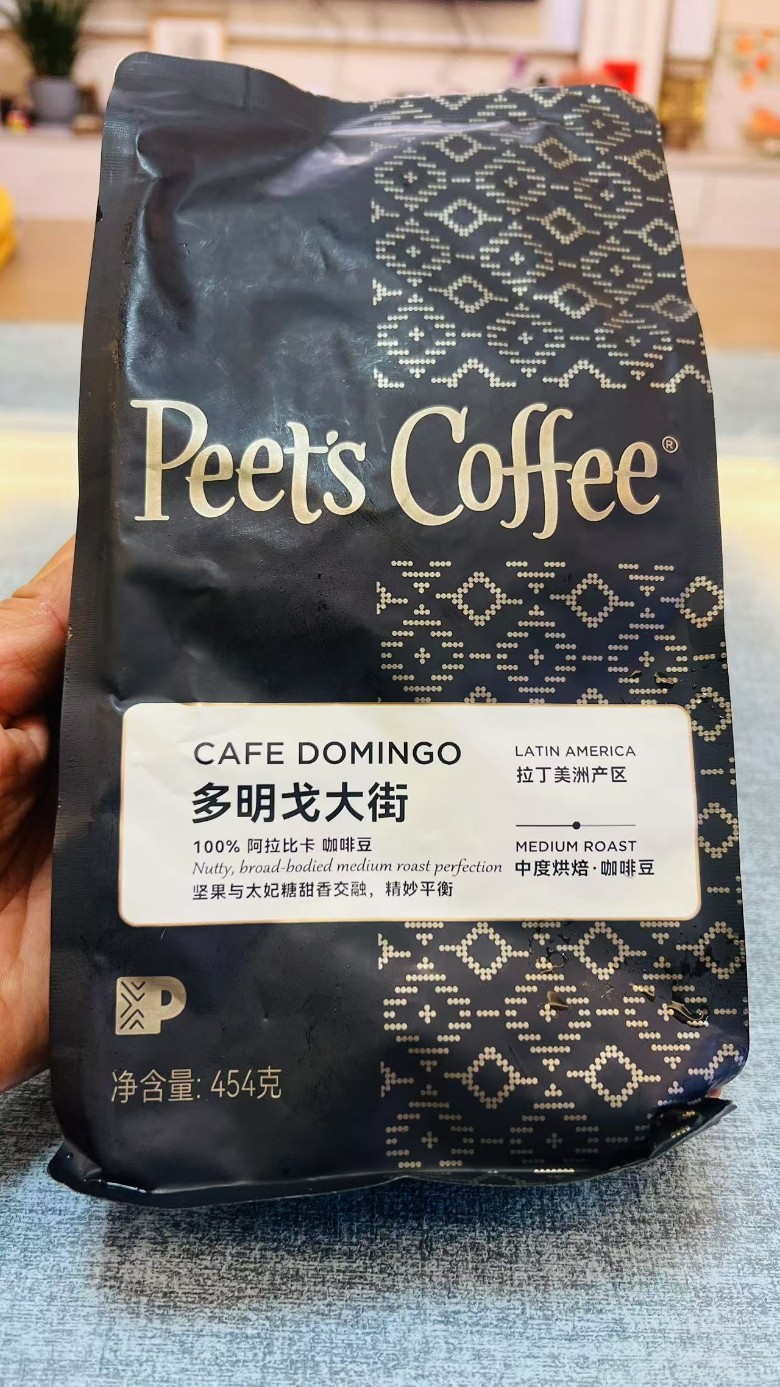 Peet's Coffee®
CAFE DOMINGO
多明戈大街
100% 阿拉比卡 咖啡豆
Nutty, broad-bodied medium roast perfection
坚果与太妃糖甜香交融，精妙平衡
LATIN AMERICA
拉丁美洲产区
MEDIUM ROAST
中度烘焙·咖啡豆
P
净含量: 454克